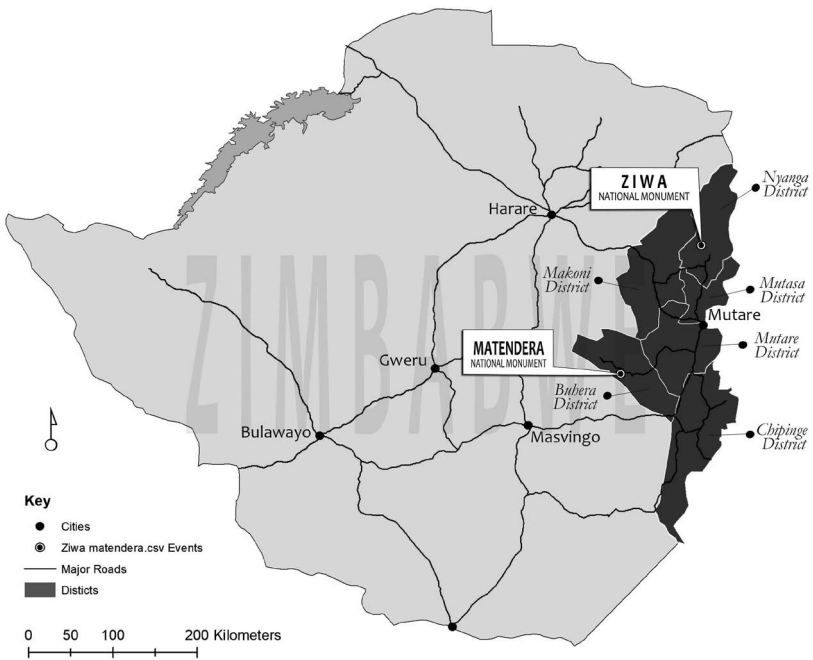 ZIWA
NATIONAL MONUMENT
Nyanga
District
Harare
ZIMBABWE
Makoni
District
Mutasa
District
Mutare
MATENDERA
NATIONAL MONUMENT
Mutare
District
Gweru
Buhera
District
Bulawayo
Masvingo
Chipinge
District
Key
Cities
Ziwa matendera.csv Events
Major Roads
Disticts
0 50 100 200 Kilometers